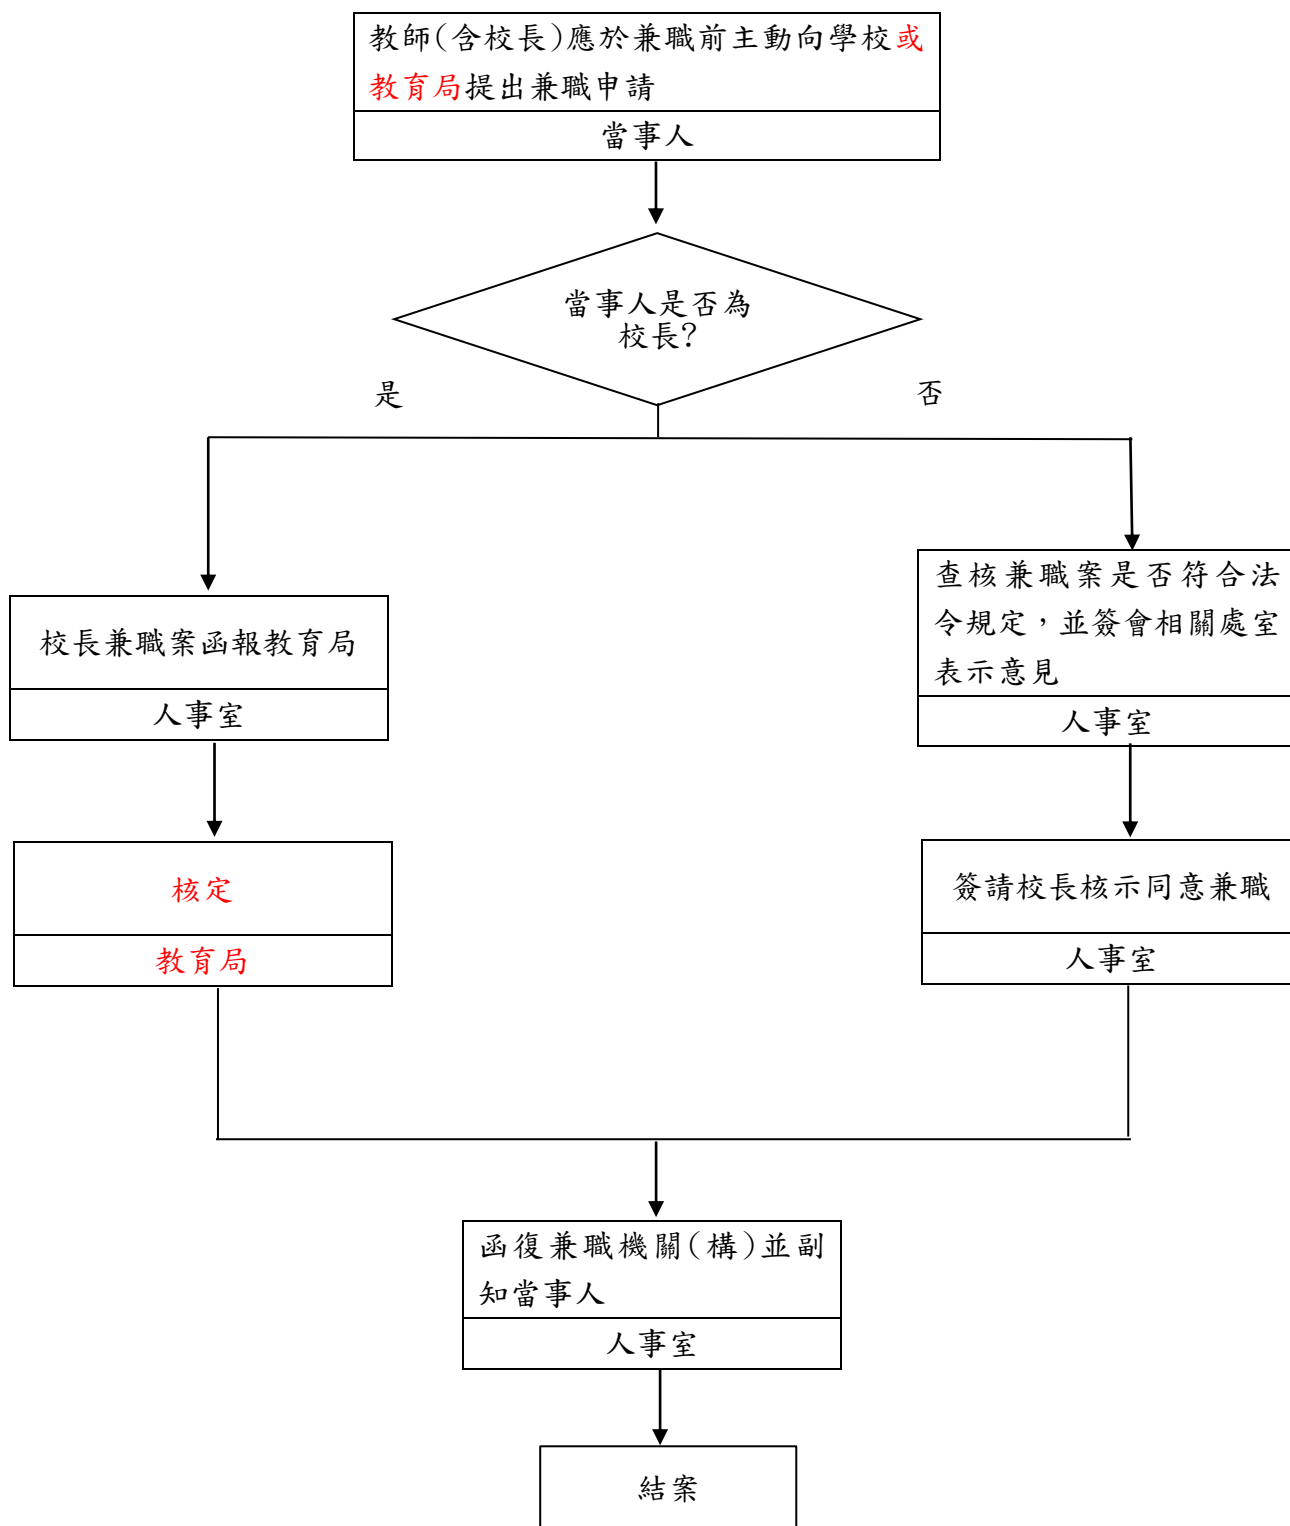 教師(含校長)應於兼職前主動向學校或
教育局提出兼職申請
當事人
當事人是否為
校長?
是
否
校長兼職案函報教育局
人事室
查核兼職案是否符合法
令規定，並簽會相關處室
表示意見
人事室
核定
教育局
簽請校長核示同意兼職
人事室
函復兼職機關(構)並副
知當事人
人事室
結案